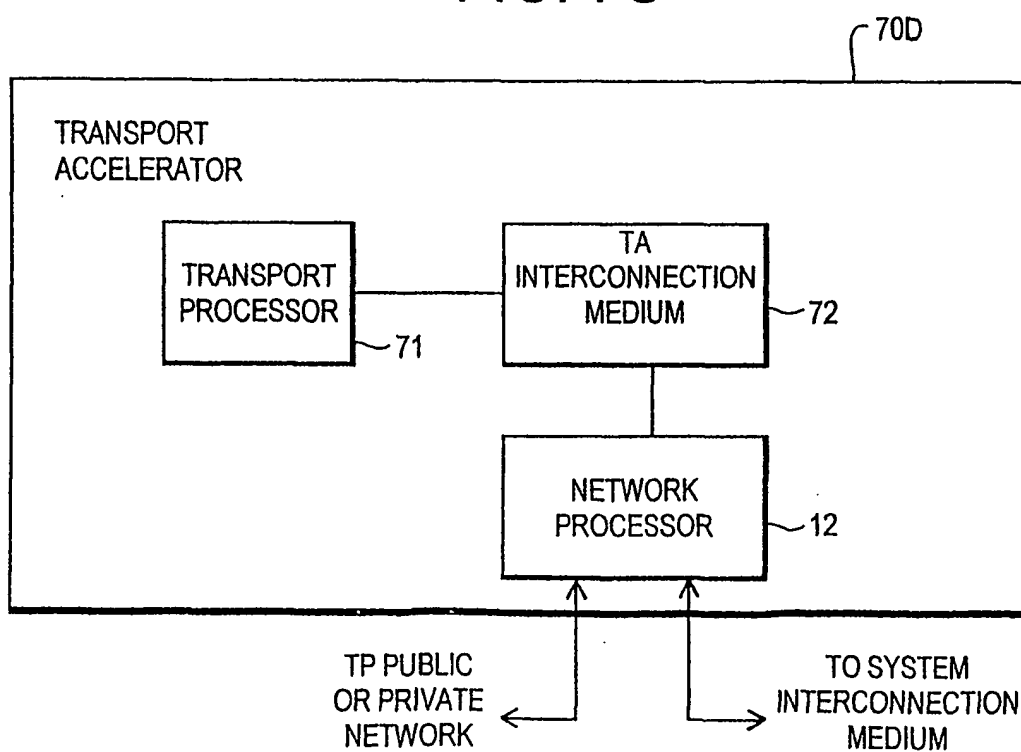 70D
TRANSPORT
ACCELERATOR
TRANSPORT
PROCESSOR
71
TA
INTERCONNECTION
MEDIUM
72
NETWORK
PROCESSOR
12
TP PUBLIC
OR PRIVATE
NETWORK
TO SYSTEM
INTERCONNECTION
MEDIUM